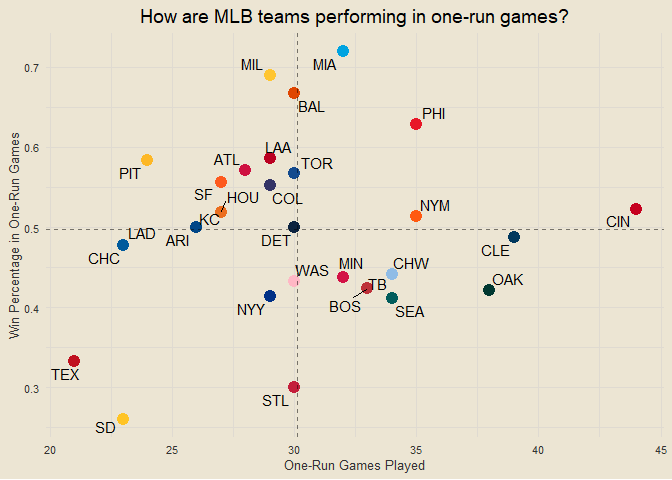 How are MLB teams performing in one-run games?
Win Percentage in One-Run Games
0.7
0.6
0.5
0.4
0.3
MIL
MIA
BAL
PHI
LAA
ATL
TOR
PIT
SF
HOU
COL
NYM
KC
CIN
LAD
ARI
DET
CLE
CHC
WAS
MIN
CHW
OAK
TB
NYY
BOS
SEA
TEX
STL
SD
20
25
30
35
40
45
One-Run Games Played